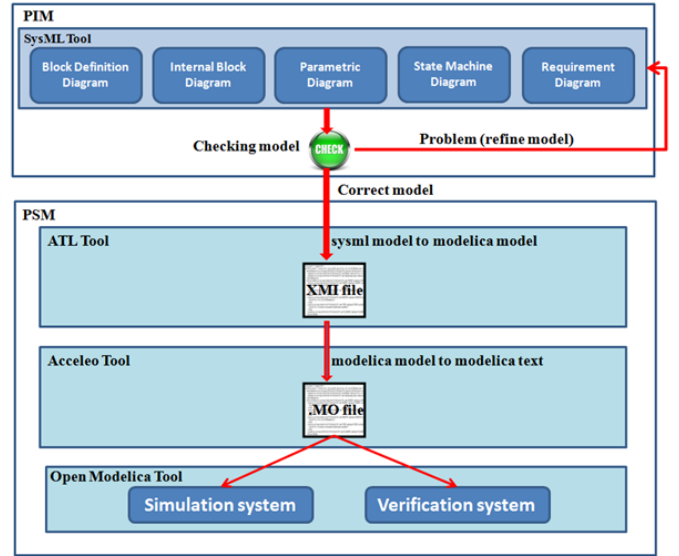 PIM
SysML Tool
Block Definition
Diagram
Internal Block
Diagram
Parametric
Diagram
State Machine
Diagram
Requirement
Diagram
Checking model
CHECK
Problem (refine model)
Correct model
PSM
ATL Tool
sysml model to modelica model
XMI file
Acceleo Tool
modelica model to modelica text
.MO file
Open Modelica Tool
Simulation system
Verification system